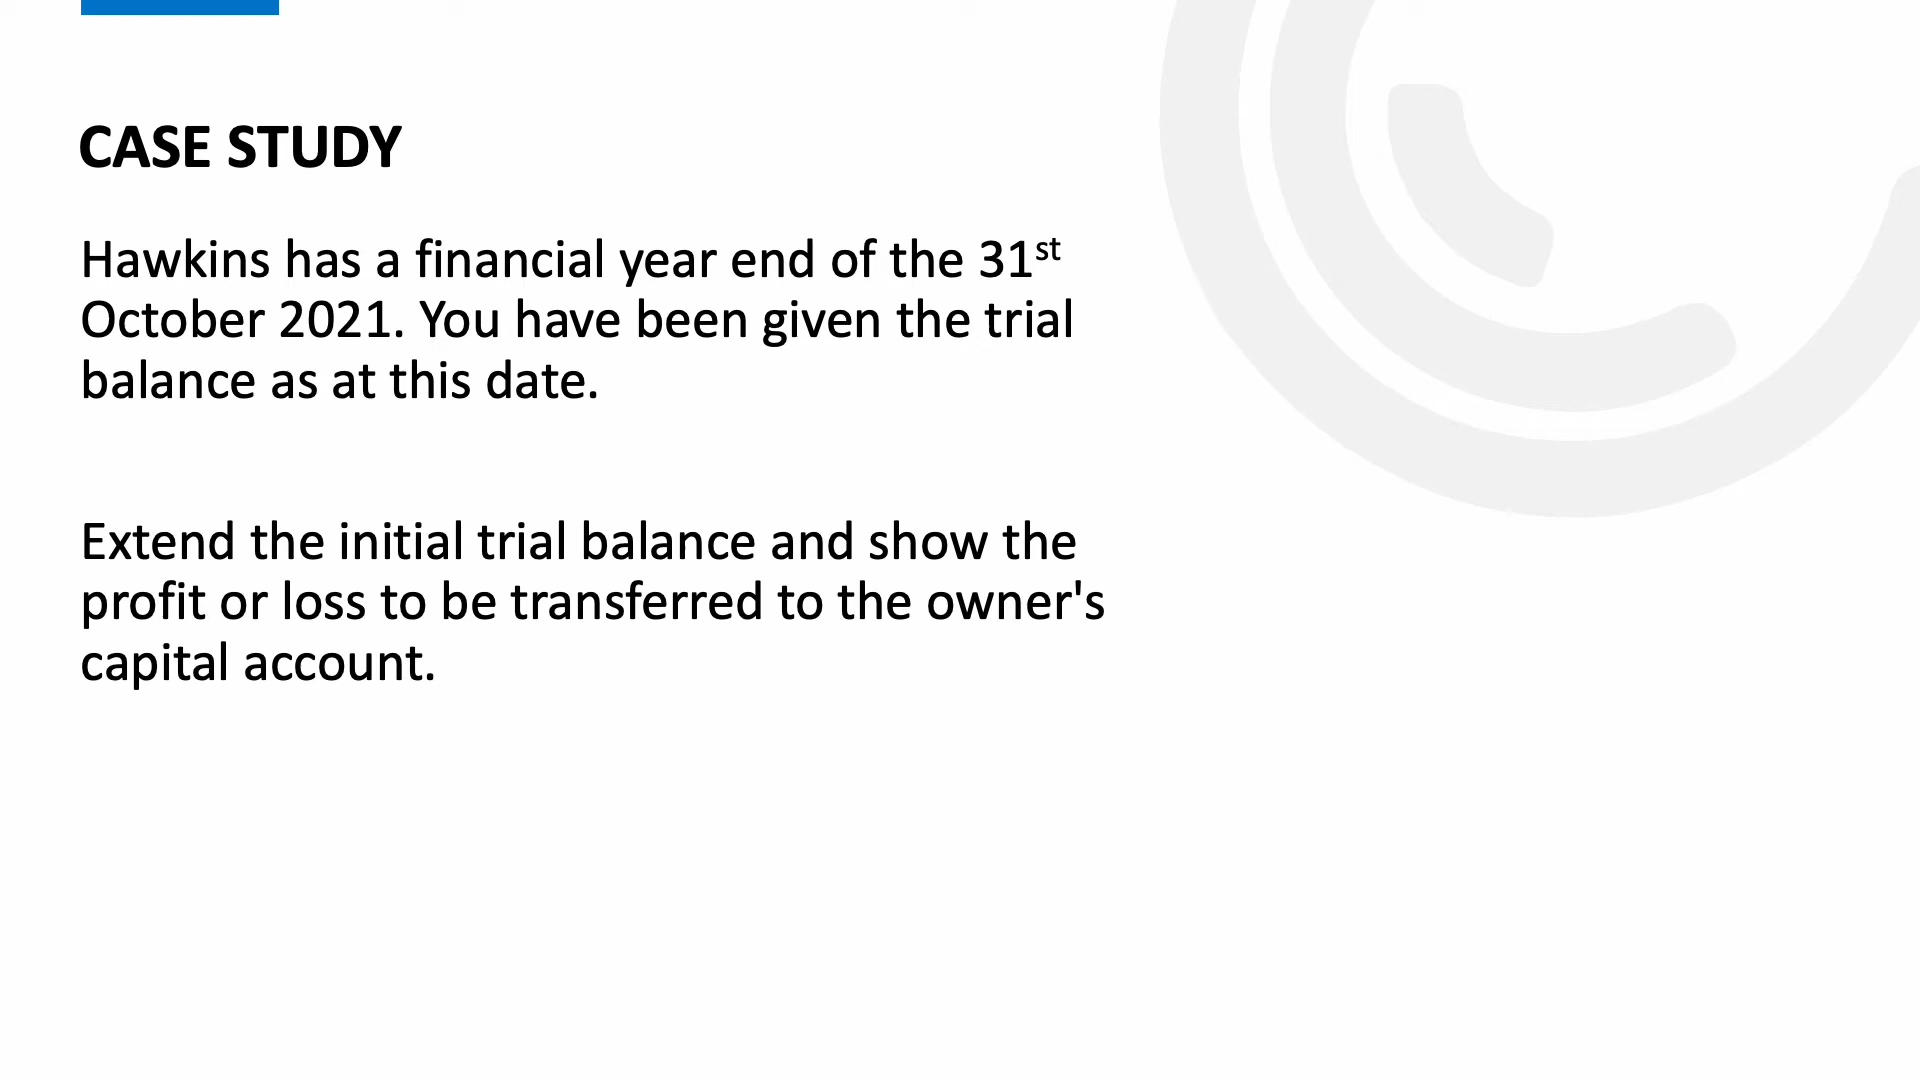 CASE STUDY
Hawkins has a financial year end of the 31st
October 2021. You have been given the trial
balance as at this date.
Extend the initial trial balance and show the
profit or loss to be transferred to the owner's
capital account.